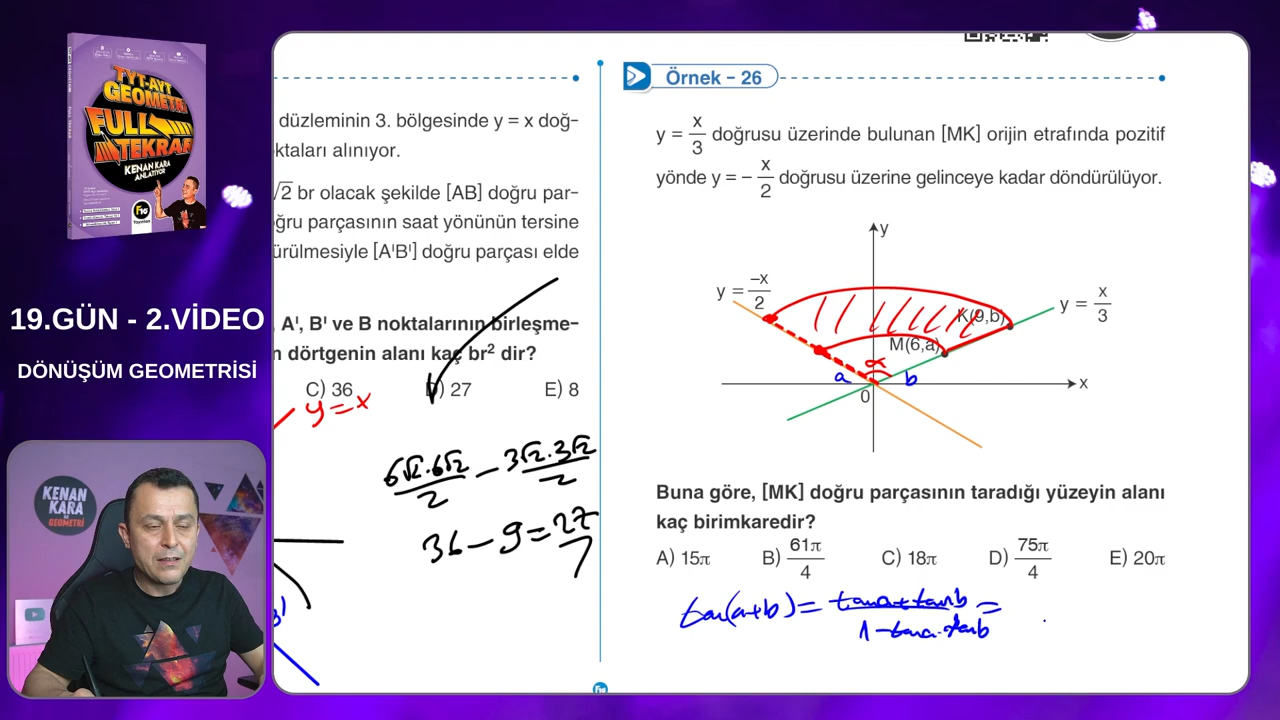 TYT-AYT
GEOMETRİ
FULL
TEKRAR
KENAN KARA
ANLATIYOR
19.GÜN - 2.VİDEO
DÖNÜŞÜM GEOMETRİSİ
KENAN
KARA
GEOMETRİ
düzleminin 3. bölgesinde y = x doğ-
ktaları alınıyor.
√2 br olacak şekilde [AB] doğru par-
ğru parçasının saat yönünün tersine
ürülmesiyle [A'B'] doğru parçası elde
, A', B' ve B noktalarının birleşme-
n dörtgenin alanı kaç br² dir?
C) 36 D) 27 E) 8
y=x
6√2.6√2/2 - 3√2.3√2/2
36-9=27
Örnek – 26
y = x/3 doğrusu üzerinde bulunan [MK] orijin etrafında pozitif
yönde y = - x/2 doğrusu üzerine gelinceye kadar döndürülüyor.
y
y = -x/2
y = x/3
K(9,b)
M(6,a)
α
a
b
x
0
Buna göre, [MK] doğru parçasının taradığı yüzeyin alanı
kaç birimkaredir?
A) 15π B) 61π/4 C) 18π D) 75π/4 E) 20π
tan(a+b) = tana+tanb/1-tana.tanb =